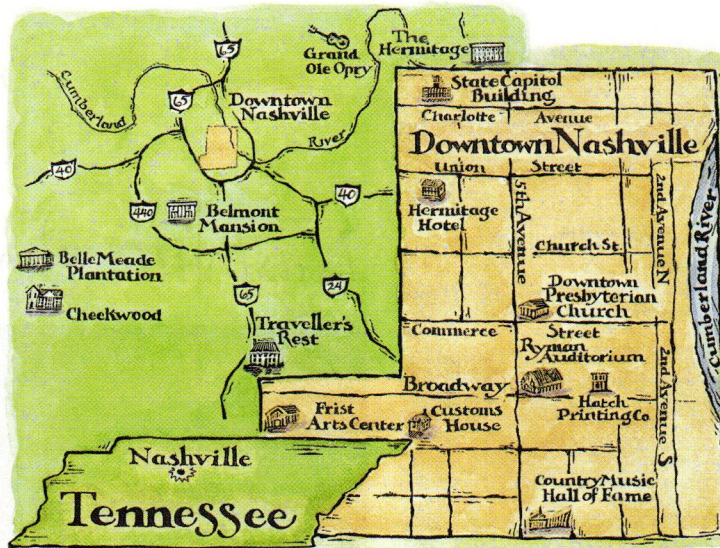 65
Grand
Ole Opry
The
Hermitage
Cumberland
65
Downtown
Nashville
River
40
440
Belmont
Mansion
40
Belle Meade
Plantation
Checkwood
65
24
Traveller's
Rest
State Capitol
Building
Charlotte Avenue
Downtown Nashville
Union Street
Hermitage
Hotel
5th Avenue
2nd Avenue N
Church St.
Cumberland River
Downtown
Presbyterian
Church
Commerce Street
Ryman
Auditorium
Broadway
2nd Avenue S
Frist
Arts Center
Customs
House
Hatch
Printing Co
Country Music
Hall of Fame
Nashville
Tennessee